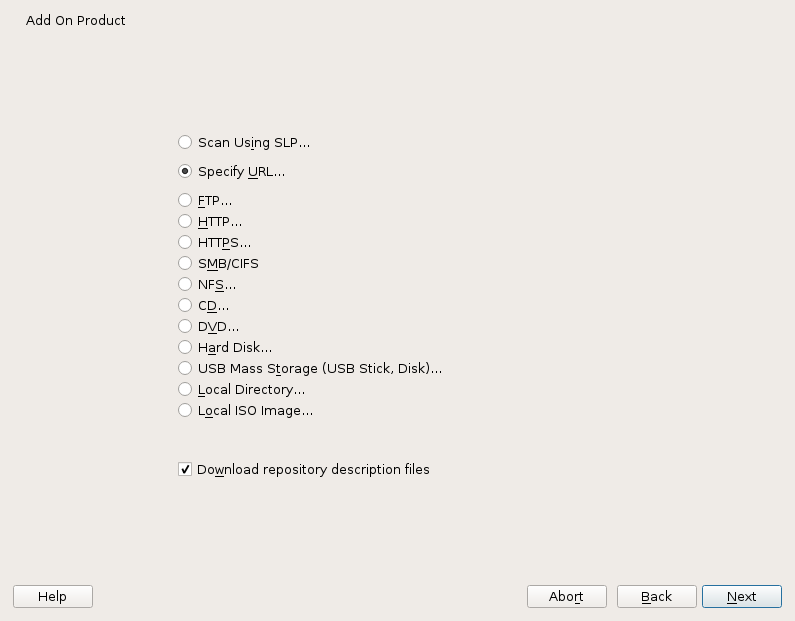 Add On Product
Scan Using SLP...
Specify URL...
FTP...
HTTP...
HTTPS...
SMB/CIFS
NFS...
CD...
DVD...
Hard Disk...
USB Mass Storage (USB Stick, Disk)...
Local Directory...
Local ISO Image...
Download repository description files
Help Abort Back Next